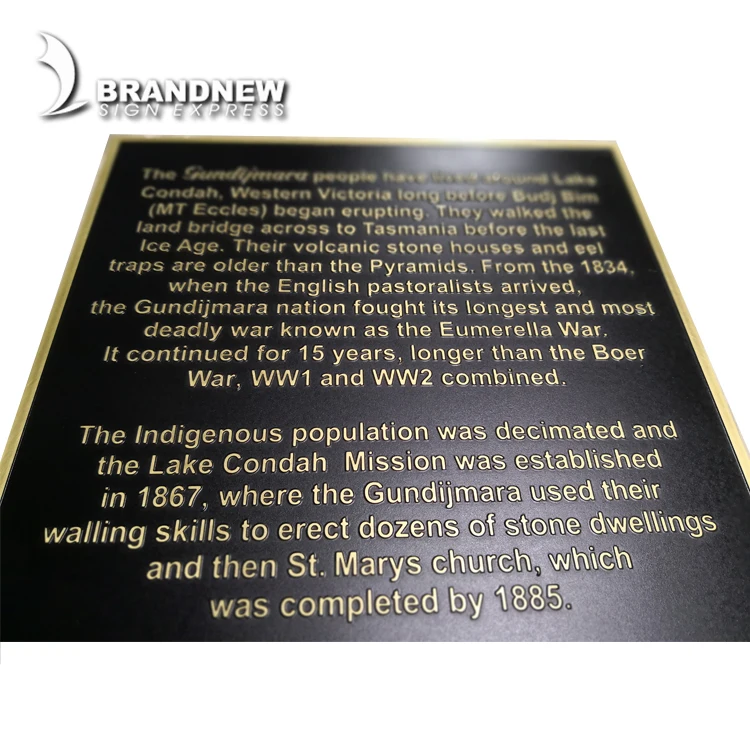 BRANDNEW
SIGN EXPRESS
The Gundijmara people have lived around Lake
Condah, Western Victoria long before Budj Bim
(MT Eccles) began erupting. They walked the
land bridge across to Tasmania before the last
Ice Age. Their volcanic stone houses and eel
traps are older than the Pyramids. From the 1834,
when the English pastoralists arrived,
the Gundijmara nation fought its longest and most
deadly war known as the Eumerella War.
It continued for 15 years, longer than the Boer
War, WW1 and WW2 combined.
The Indigenous population was decimated and
the Lake Condah Mission was established
in 1867, where the Gundijmara used their
walling skills to erect dozens of stone dwellings
and then St. Marys church, which
was completed by 1885.